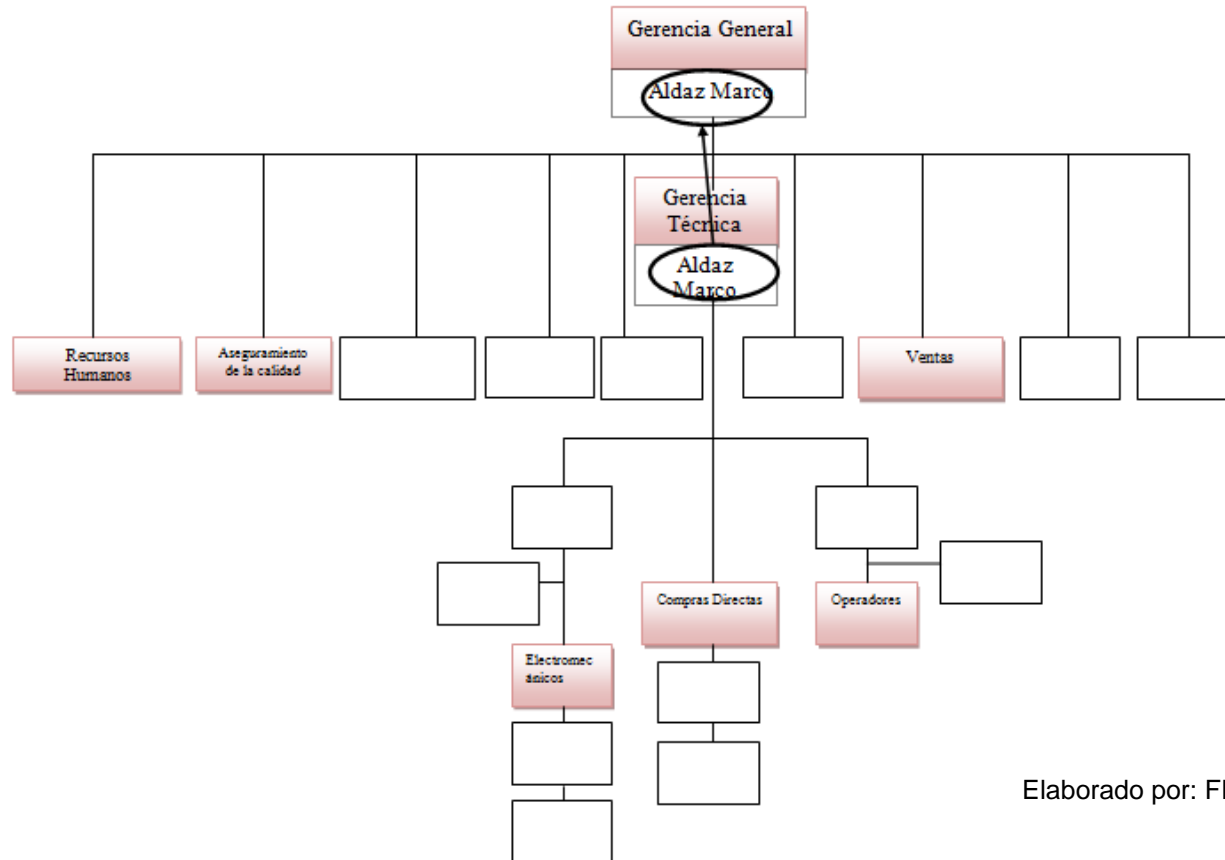 Gerencia General
Aldaz Marco
Gerencia
Técnica
Aldaz
Marco
Recursos
Humanos
Aseguramiento
de la calidad
Ventas
Compras Directas
Operadores
Electromec
ánicos
Elaborado por: